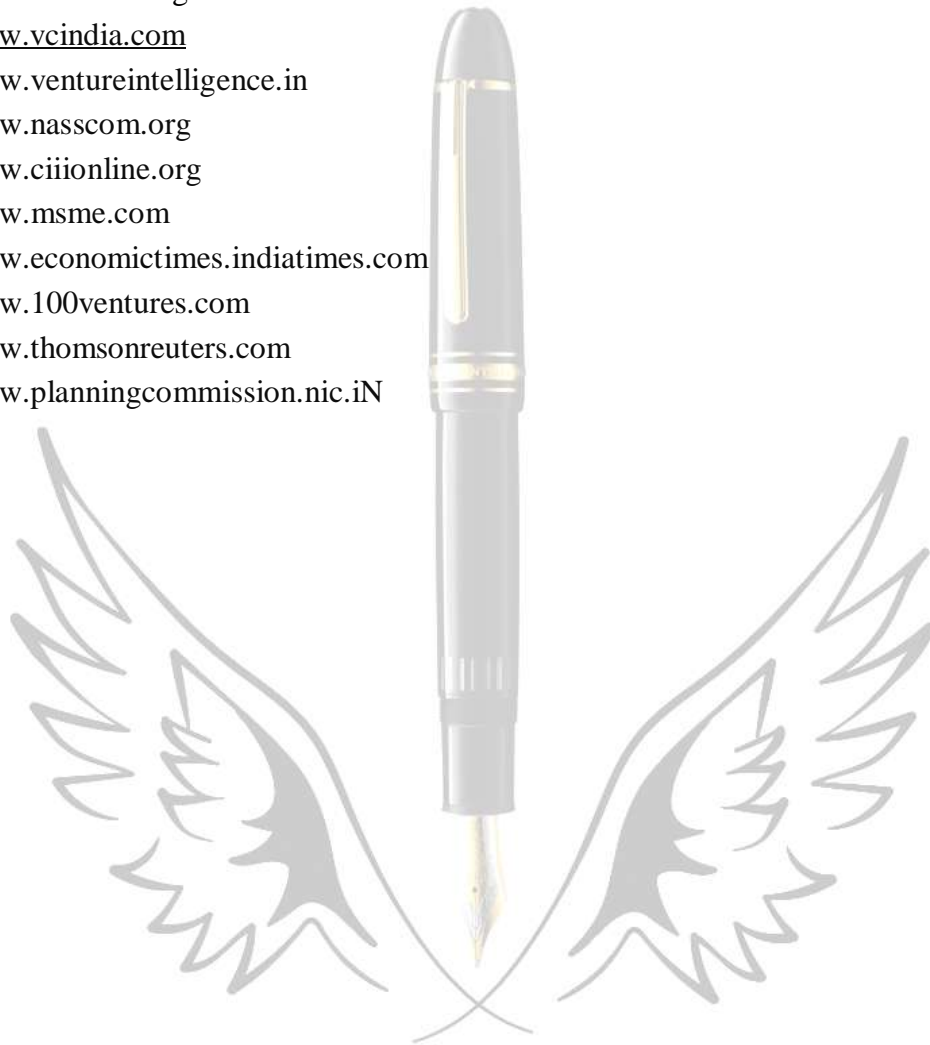 w.vcindia.com
w.ventureintelligence.in
w.nasscom.org
w.ciiionline.org
w.msme.com
w.economictimes.indiatimes.com
w.100ventures.com
w.thomsonreuters.com
w.planningcommission.nic.iN